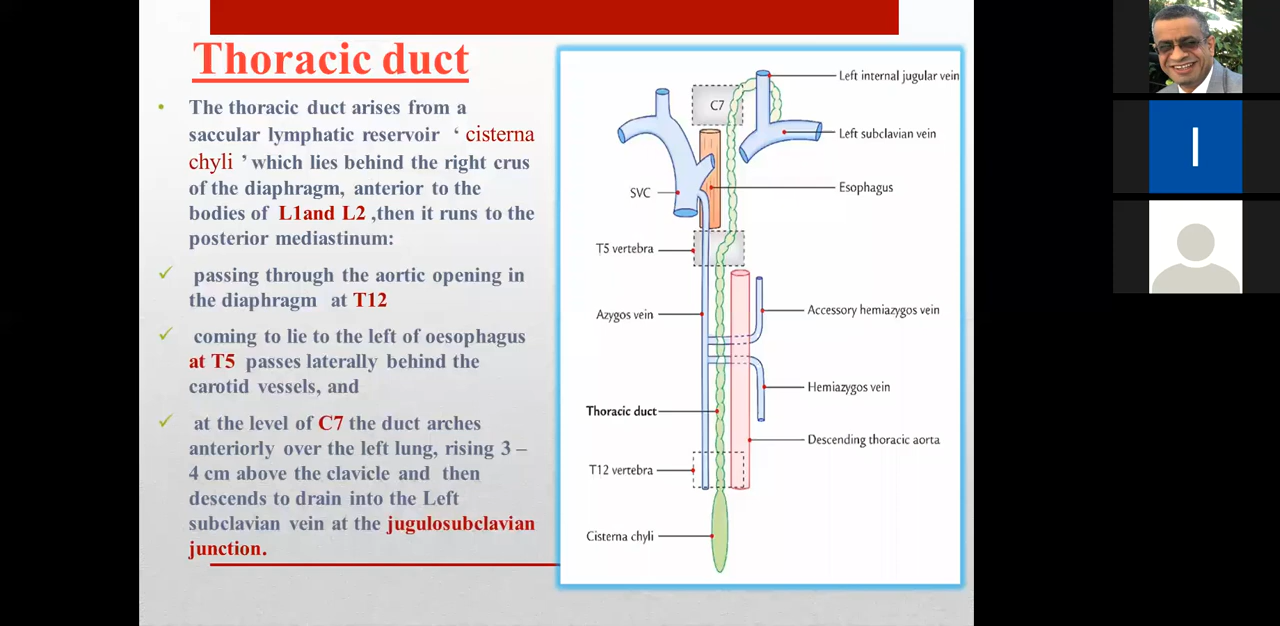 Thoracic duct
• The thoracic duct arises from a
saccular lymphatic reservoir ‘ cisterna
chyli ’ which lies behind the right crus
of the diaphragm, anterior to the
bodies of L1and L2 ,then it runs to the
posterior mediastinum:
✓ passing through the aortic opening in
the diaphragm at T12
✓ coming to lie to the left of oesophagus
at T5 passes laterally behind the
carotid vessels, and
✓ at the level of C7 the duct arches
anteriorly over the left lung, rising 3 –
4 cm above the clavicle and then
descends to drain into the Left
subclavian vein at the jugulosubclavian
junction.
Left internal jugular vein
C7
Left subclavian vein
SVC
Esophagus
T5 vertebra
Azygos vein
Accessory hemiazygos vein
Hemiazygos vein
Thoracic duct
Descending thoracic aorta
T12 vertebra
Cisterna chyli
I